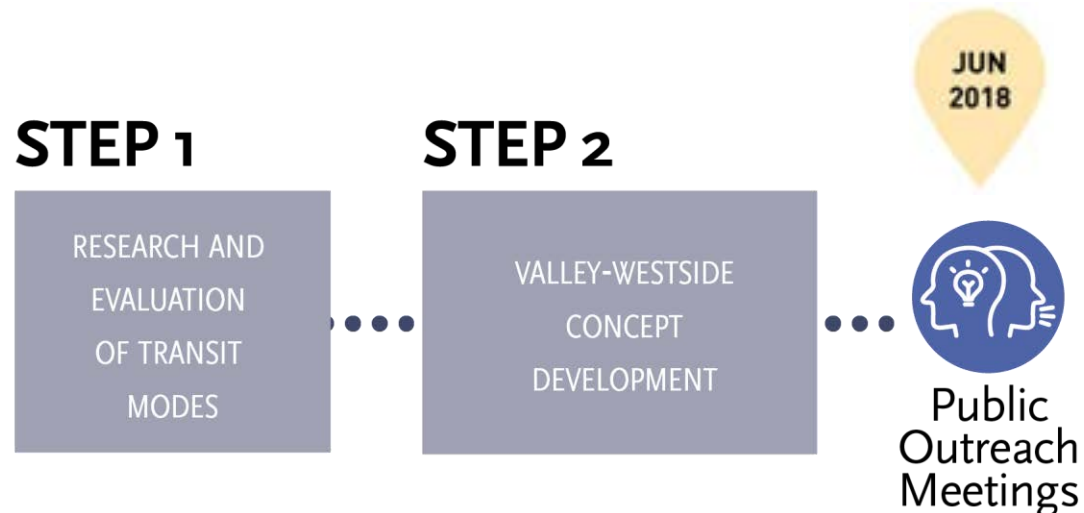 JUN
2018
STEP 1
STEP 2
RESEARCH AND
EVALUATION
OF TRANSIT
MODES
VALLEY-WESTSIDE
CONCEPT
DEVELOPMENT
Public
Outreach
Meetings